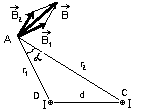 B₂ B
A B₁
α
r₁ r₂
D d C
I I